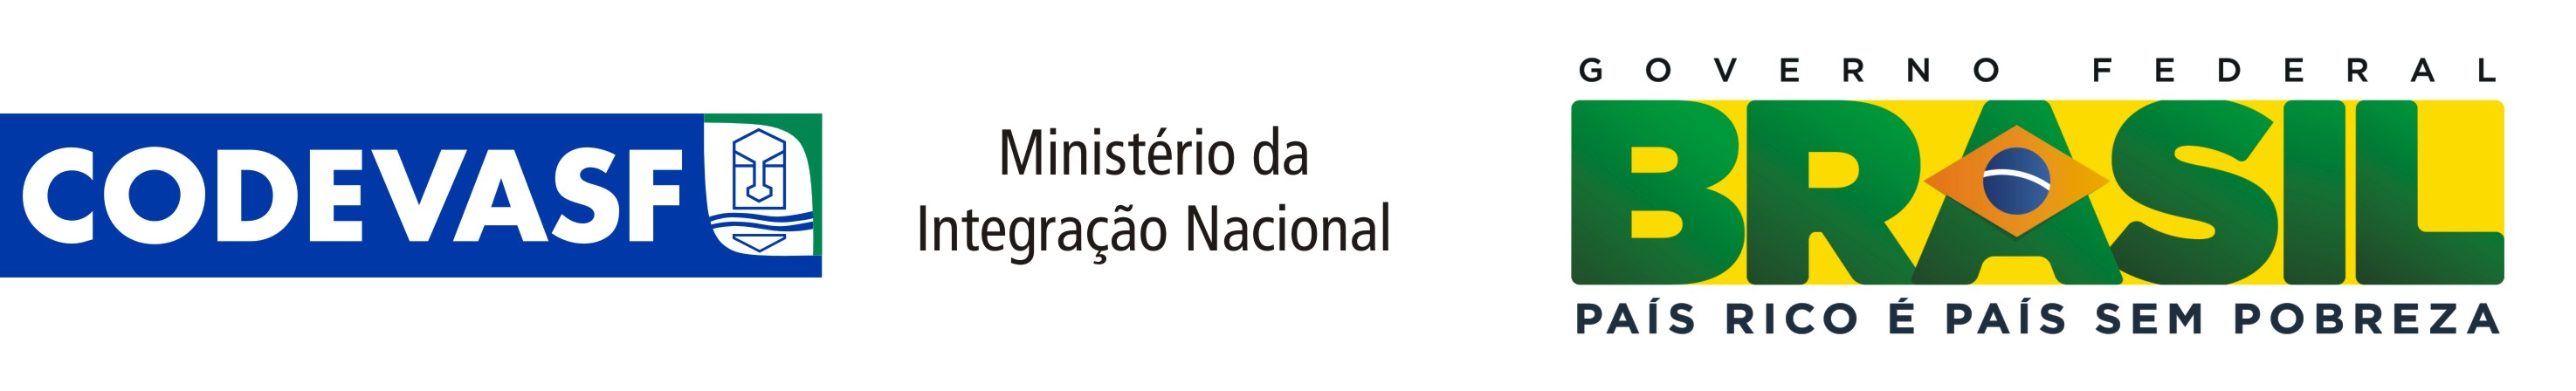 CODEVASF
Ministério da
Integração Nacional
GOVERNO FEDERAL
BRASIL
PAÍS RICO É PAÍS SEM POBREZA